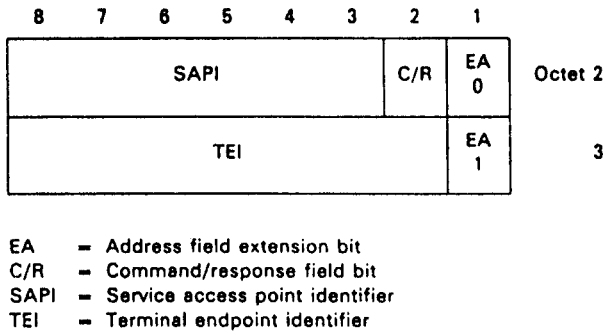 8 7 6 5 4 3 2 1
SAPI C/R EA 0 Octet 2
TEI EA 1 3
EA = Address field extension bit
C/R = Command/response field bit
SAPI = Service access point identifier
TEI = Terminal endpoint identifier